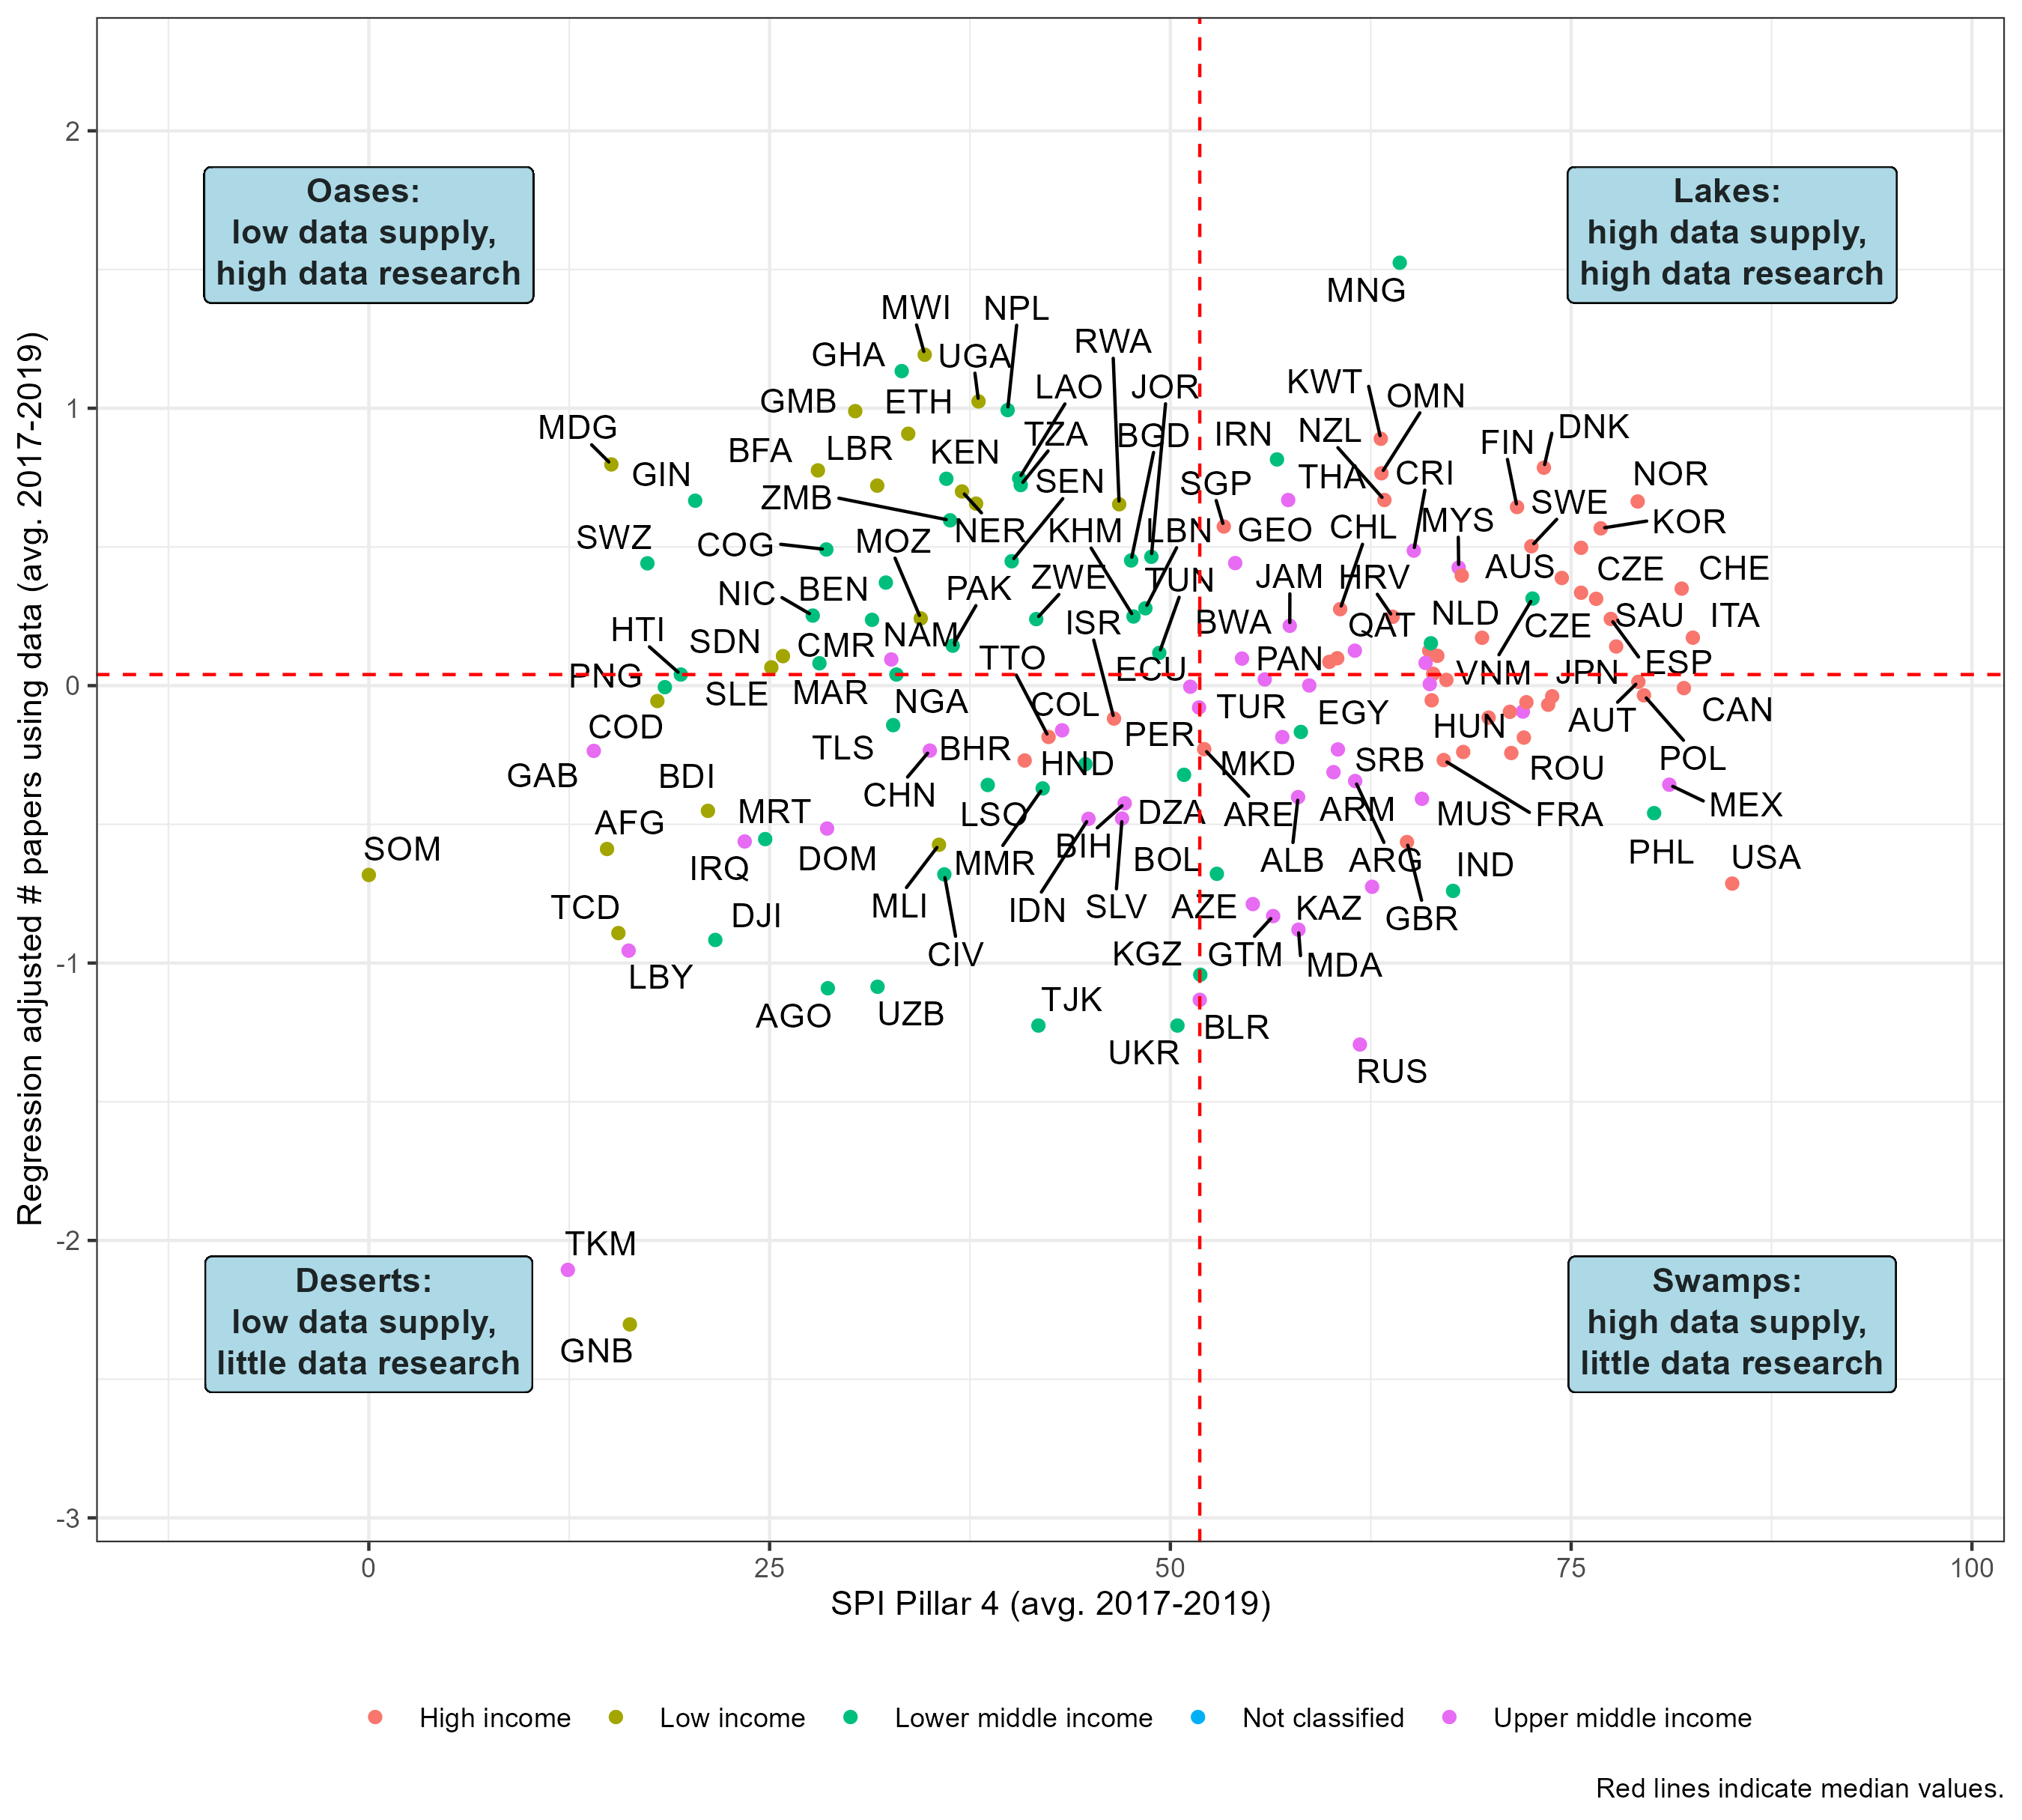 2
1
0
-1
-2
-3
Regression adjusted # papers using data (avg. 2017-2019)
Oases:
low data supply,
high data research
Lakes:
high data supply,
high data research
MNG
MWI
NPL
GHA
UGA
RWA
LAO
JOR
KWT
OMN
GMB
ETH
MDG
BFA
LBR
KEN
TZA
BGD
IRN
NZL
FIN
DNK
GIN
ZMB
SEN
SGP
THA
CRI
NOR
SWE
SWZ
COG
MOZ
NER
KHM
LBN
GEO
CHL
MYS
KOR
NIC
BEN
PAK
ZWE
TUN
JAM
HRV
AUS
CZE
CHE
HTI
SDN
CMR
NAM
ISR
BWA
QAT
NLD
CZE
SAU
ITA
PNG
SLE
MAR
TTO
ECU
PAN
VNM
JPN
ESP
COD
NGA
COL
TUR
EGY
HUN
AUT
CAN
GAB
TLS
BHR
PER
BDI
CHN
HND
MKD
SRB
ROU
POL
AFG
MRT
LSO
DZA
ARE
ARM
MUS
FRA
MEX
SOM
IRQ
DOM
MMR
BIH
BOL
ALB
ARG
IND
PHL
USA
TCD
DJI
MLI
IDN
SLV
AZE
KAZ
GBR
LBY
CIV
KGZ
GTM
MDA
AGO
UZB
TJK
UKR
BLR
RUS
TKM
GNB
Deserts:
low data supply,
little data research
Swamps:
high data supply,
little data research
0
25
50
75
100
SPI Pillar 4 (avg. 2017-2019)
High income
Low income
Lower middle income
Not classified
Upper middle income
Red lines indicate median values.